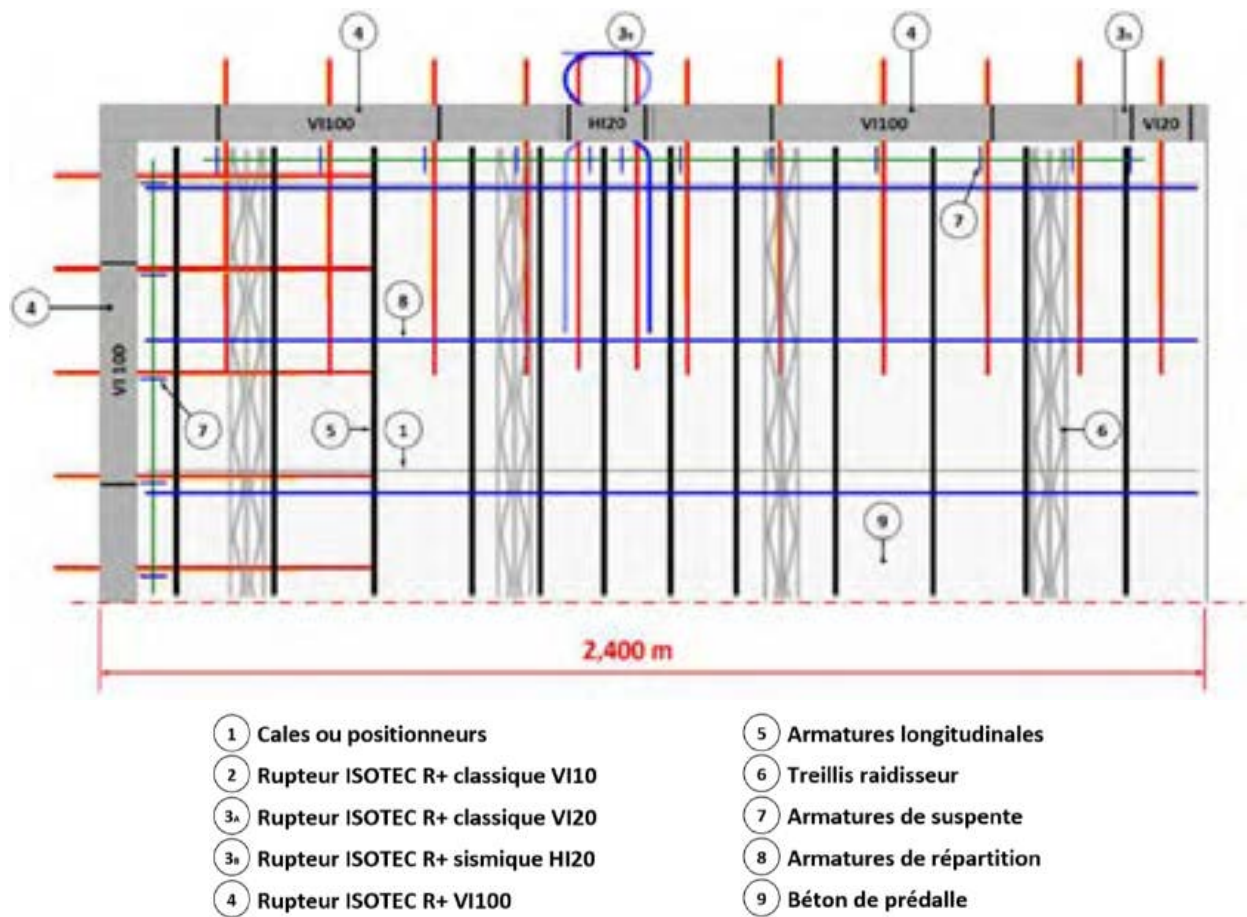 4 3B 4 3A
VI100 HI20 VI100 VI20
7
4 8
VI 100
7 5 1 6
9
2,400 m
1 Cales ou positionneurs
2 Rupteur ISOTEC R+ classique VI10
3A Rupteur ISOTEC R+ classique VI20
3B Rupteur ISOTEC R+ sismique HI20
4 Rupteur ISOTEC R+ VI100
5 Armatures longitudinales
6 Treillis raidisseur
7 Armatures de suspente
8 Armatures de répartition
9 Béton de prédalle